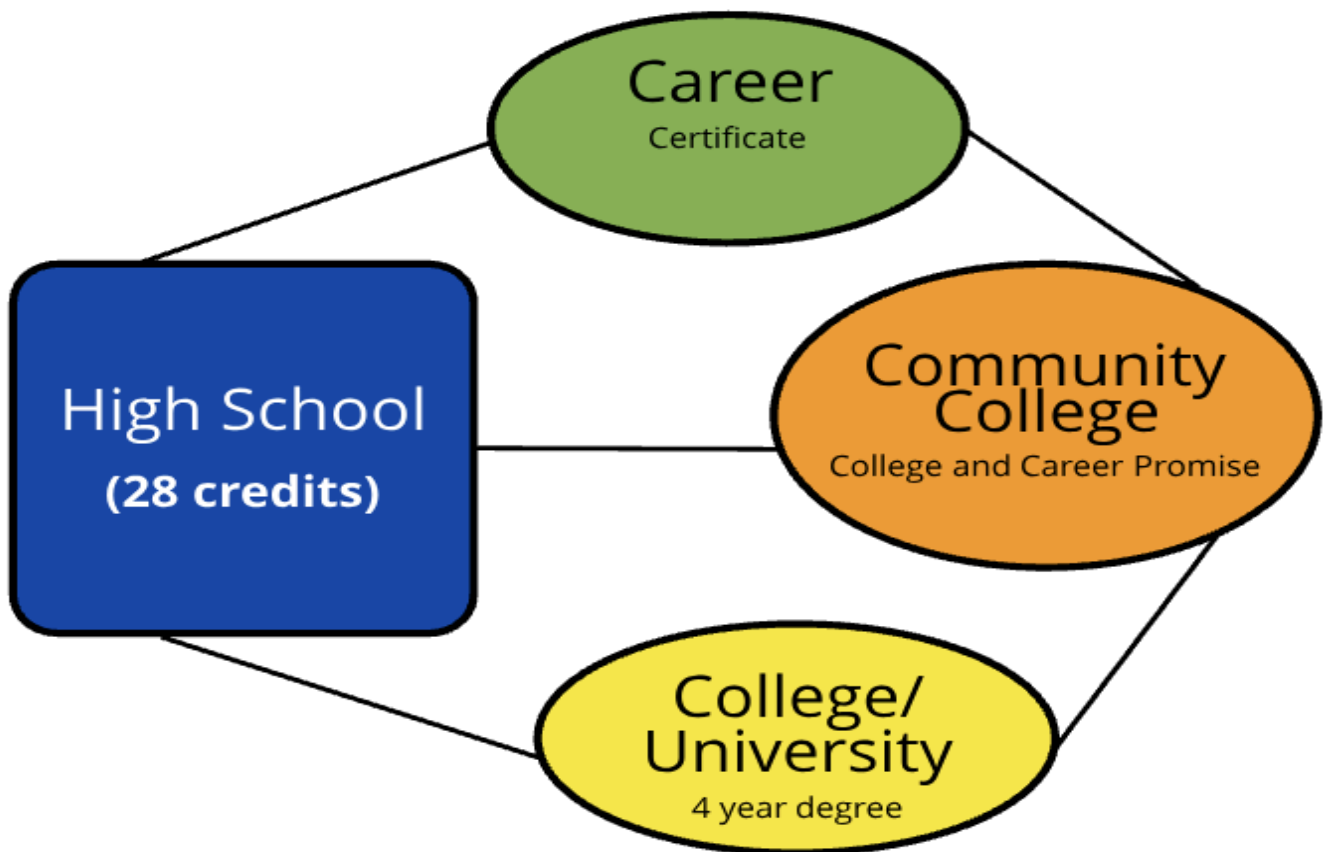 Career
Certificate
High School
(28 credits)
Community
College
College and Career Promise
College/
University
4 year degree